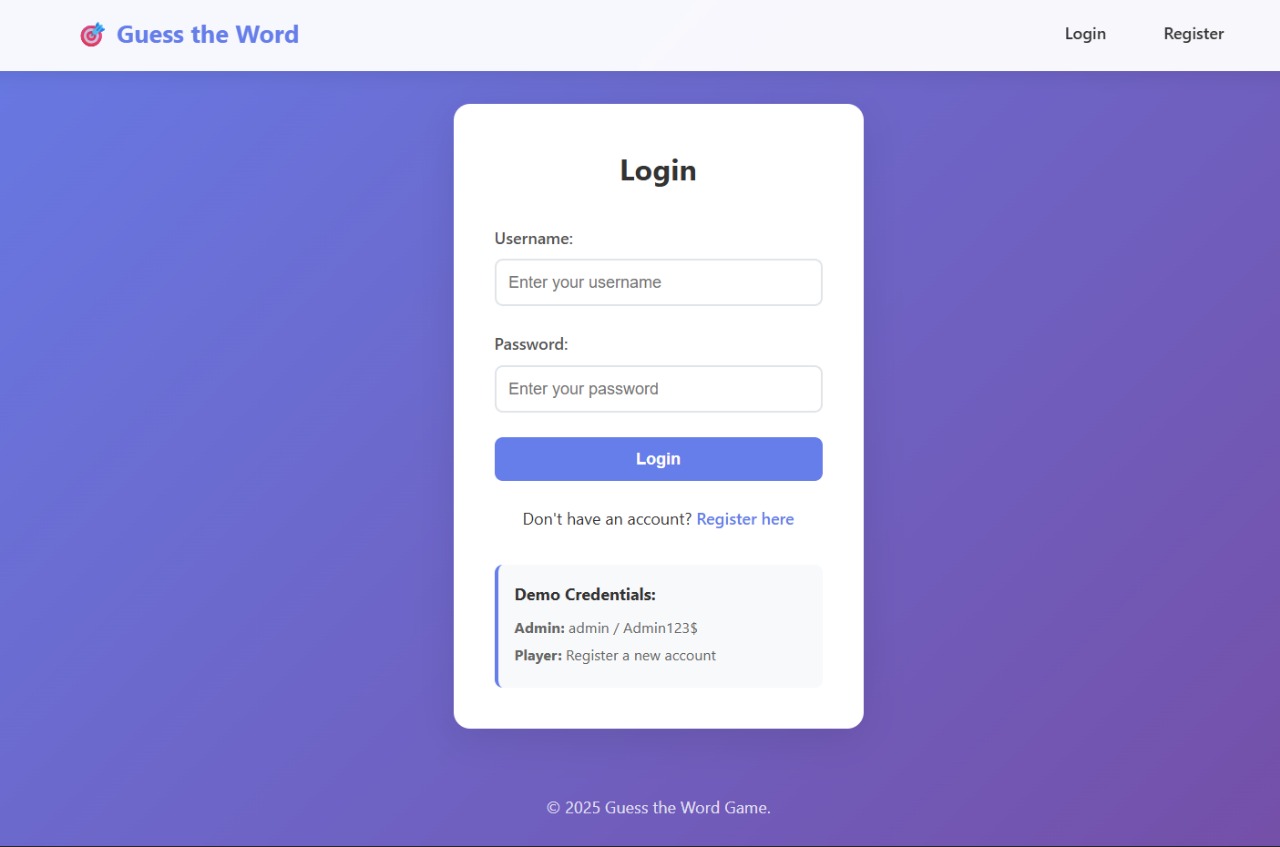 Guess the Word
Login
Register
Login
Username:
Enter your username
Password:
Enter your password
Login
Don't have an account? Register here
Demo Credentials:
Admin: admin / Admin123$
Player: Register a new account
© 2025 Guess the Word Game.